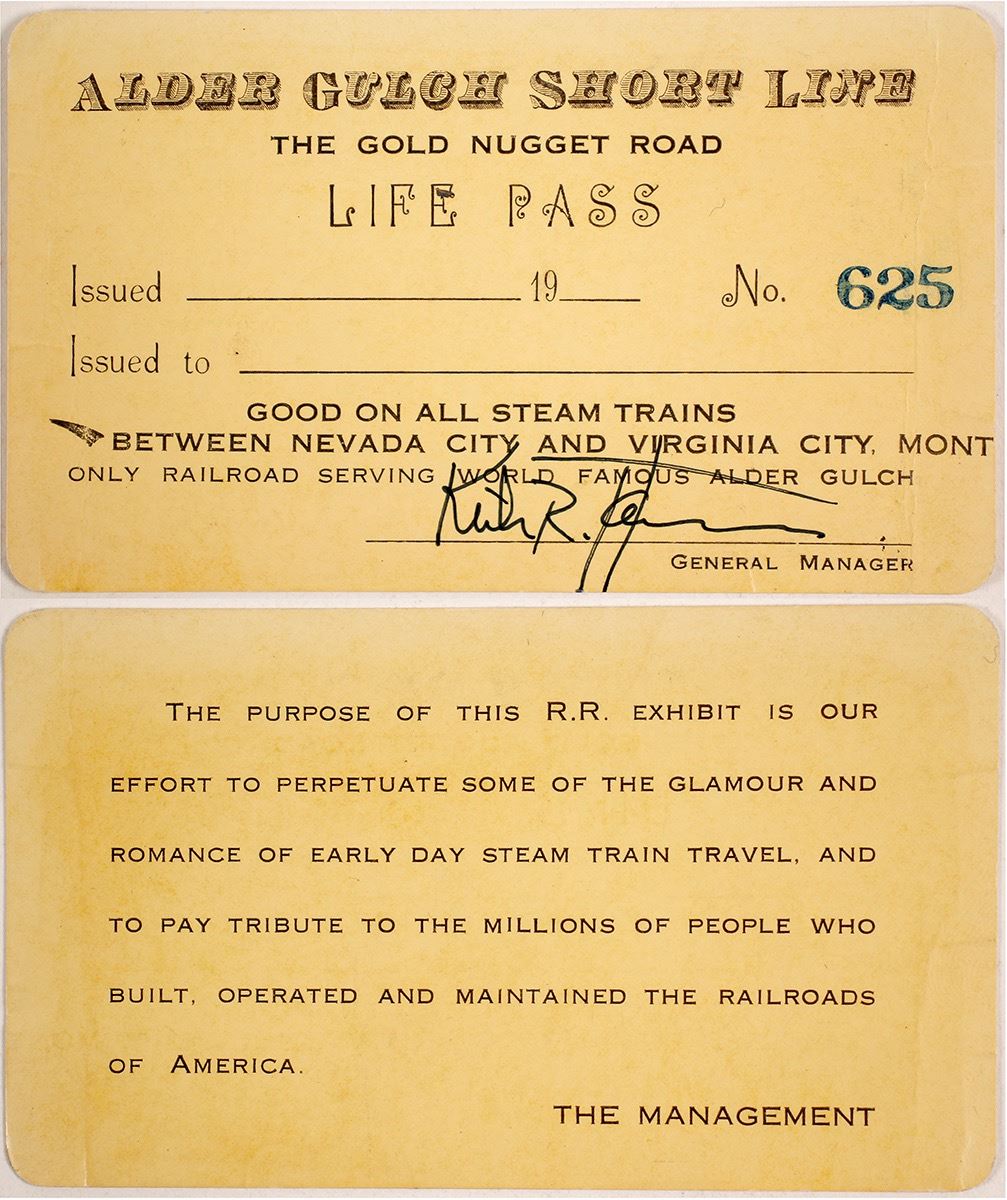 ALDER GULCH SHORT LINE
THE GOLD NUGGET ROAD
LIFE PASS
Issued 19 No. 625
Issued to
GOOD ON ALL STEAM TRAINS
BETWEEN NEVADA CITY AND VIRGINIA CITY, MONT
ONLY RAILROAD SERVING WORLD FAMOUS ALDER GULCH
R.
GENERAL MANAGER
THE PURPOSE OF THIS R.R. EXHIBIT IS OUR
EFFORT TO PERPETUATE SOME OF THE GLAMOUR AND
ROMANCE OF EARLY DAY STEAM TRAIN TRAVEL, AND
TO PAY TRIBUTE TO THE MILLIONS OF PEOPLE WHO
BUILT, OPERATED AND MAINTAINED THE RAILROADS
OF AMERICA.
THE MANAGEMENT